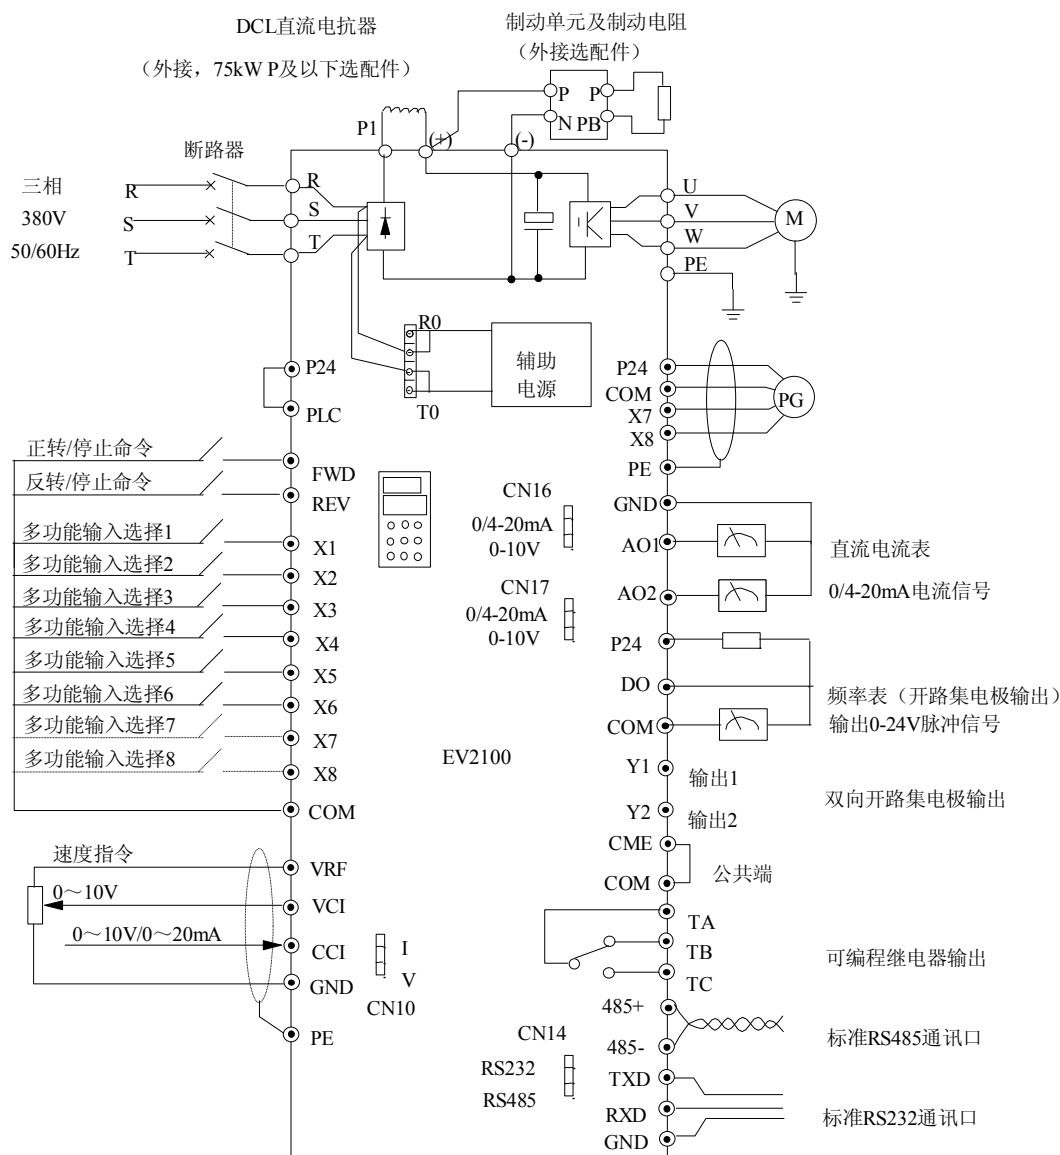 DCL直流电抗器
（外接，75kW P及以下选配件）
制动单元及制动电阻
（外接选配件）
P
P
N
PB
P1
(+)
(-)
断路器
三相
380V
50/60Hz
R
S
T
R
S
T
U
V
W
PE
M
R0
T0
辅助
电源
P24
PLC
P24
COM
X7
X8
PE
PG
正转/停止命令
FWD
反转/停止命令
REV
多功能输入选择1
X1
多功能输入选择2
X2
多功能输入选择3
X3
多功能输入选择4
X4
多功能输入选择5
X5
多功能输入选择6
X6
多功能输入选择7
X7
多功能输入选择8
X8
COM
CN16
0/4-20mA
0-10V
CN17
0/4-20mA
0-10V
GND
AO1
AO2
直流电流表
0/4-20mA电流信号
P24
DO
COM
频率表（开路集电极输出）
输出0-24V脉冲信号
EV2100
Y1
输出1
Y2
输出2
双向开路集电极输出
CME
COM
公共端
速度指令
VRF
0～10V
VCI
0～10V/0～20mA
CCI
GND
PE
I
V
CN10
TA
TB
TC
可编程继电器输出
485+
485-
标准RS485通讯口
CN14
RS232
RS485
TXD
RXD
GND
标准RS232通讯口